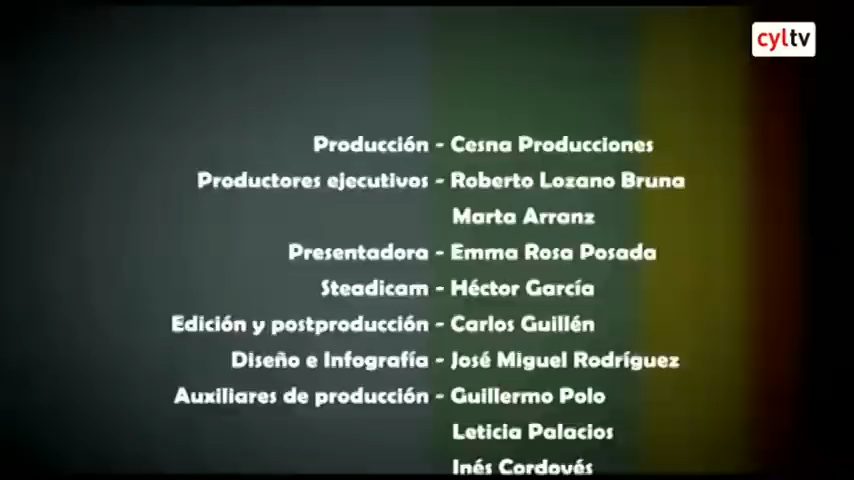 cyltv
Producción - Cesna Producciones
Productores ejecutivos - Roberto Lozano Bruna
Marta Arranz
Presentadora - Emma Rosa Posada
Steadicam - Héctor García
Edición y postproducción - Carlos Guillén
Diseño e Infografía - José Miguel Rodríguez
Auxiliares de producción - Guillermo Polo
Leticia Palacios
Inés Cordovés